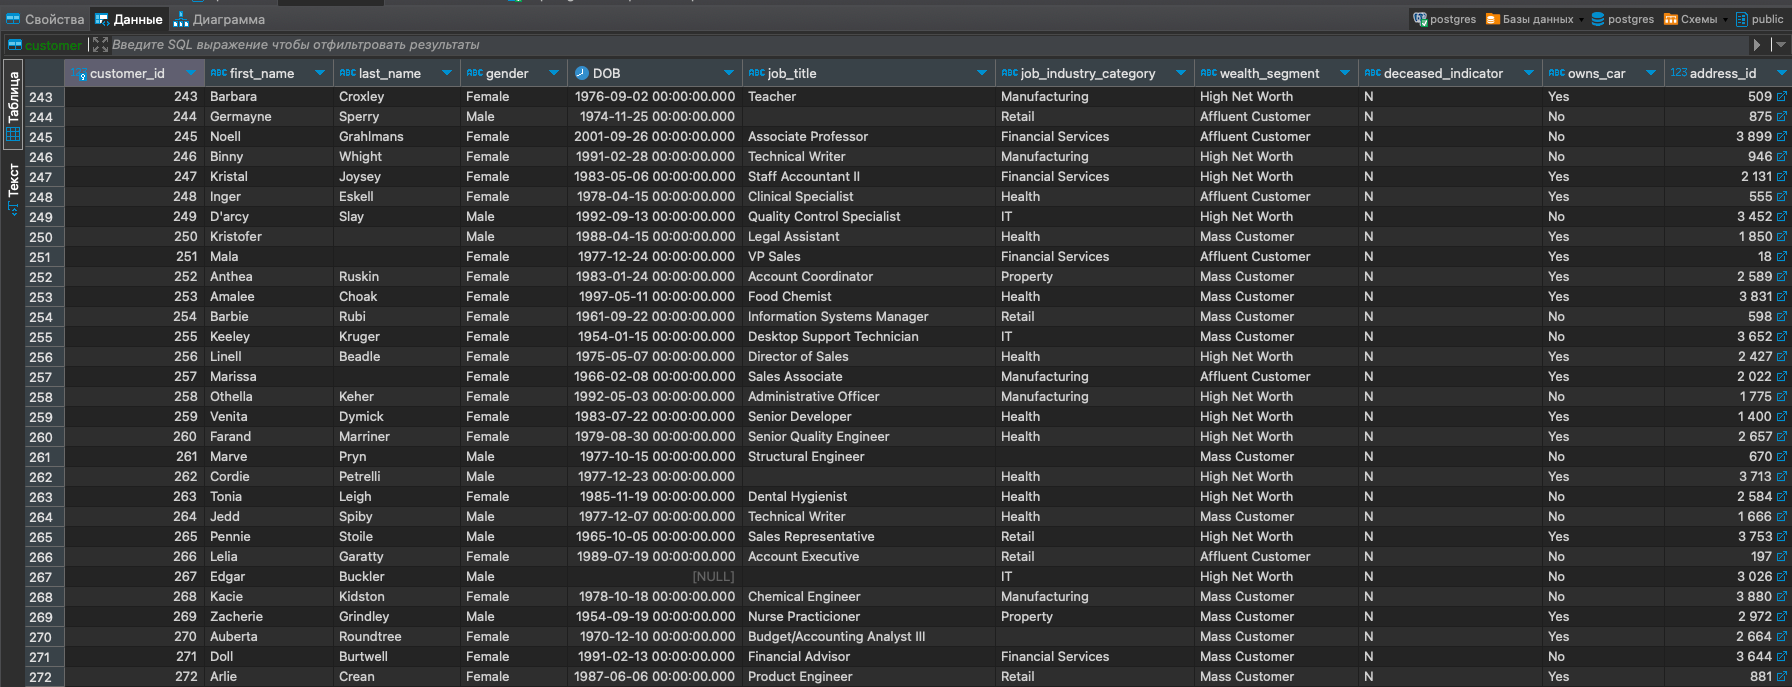 Свойства Данные Диаграмма postgres Базы данных postgres Схемы public
customer Введите SQL выражение чтобы отфильтровать результаты
Таблица
Текст
customer_id ABC first_name ABC last_name ABC gender DOB ABC job_title ABC job_industry_category ABC wealth_segment ABC deceased_indicator ABC owns_car 123 address_id
243 243 Barbara Croxley Female 1976-09-02 00:00:00.000 Teacher Manufacturing High Net Worth N Yes 509
244 244 Germayne Sperry Male 1974-11-25 00:00:00.000 Retail Affluent Customer N No 875
245 245 Noell Grahlmans Female 2001-09-26 00:00:00.000 Associate Professor Financial Services Affluent Customer N No 3 899
246 246 Binny Whight Female 1991-02-28 00:00:00.000 Technical Writer Manufacturing High Net Worth N No 946
247 247 Kristal Joysey Female 1983-05-06 00:00:00.000 Staff Accountant II Financial Services High Net Worth N Yes 2 131
248 248 Inger Eskell Female 1978-04-15 00:00:00.000 Clinical Specialist Health Affluent Customer N Yes 555
249 249 D'arcy Slay Male 1992-09-13 00:00:00.000 Quality Control Specialist IT High Net Worth N No 3 452
250 250 Kristofer Male 1988-04-15 00:00:00.000 Legal Assistant Health Mass Customer N Yes 1 850
251 251 Mala Female 1977-12-24 00:00:00.000 VP Sales Financial Services Affluent Customer N Yes 18
252 252 Anthea Ruskin Female 1983-01-24 00:00:00.000 Account Coordinator Property Mass Customer N Yes 2 589
253 253 Amalee Choak Female 1997-05-11 00:00:00.000 Food Chemist Health Mass Customer N Yes 3 831
254 254 Barbie Rubi Female 1961-09-22 00:00:00.000 Information Systems Manager Retail Mass Customer N No 598
255 255 Keeley Kruger Female 1954-01-15 00:00:00.000 Desktop Support Technician IT Mass Customer N No 3 652
256 256 Linell Beadle Female 1975-05-07 00:00:00.000 Director of Sales Health High Net Worth N Yes 2 427
257 257 Marissa Female 1966-02-08 00:00:00.000 Sales Associate Manufacturing Affluent Customer N Yes 2 022
258 258 Othella Keher Female 1992-05-03 00:00:00.000 Administrative Officer Manufacturing High Net Worth N No 1 775
259 259 Venita Dymick Female 1983-07-22 00:00:00.000 Senior Developer Health High Net Worth N Yes 1 400
260 260 Farand Marriner Female 1979-08-30 00:00:00.000 Senior Quality Engineer Health High Net Worth N Yes 2 657
261 261 Marve Pryn Male 1977-10-15 00:00:00.000 Structural Engineer Mass Customer N No 670
262 262 Cordie Petrelli Male 1977-12-23 00:00:00.000 Health High Net Worth N Yes 3 713
263 263 Tonia Leigh Female 1985-11-19 00:00:00.000 Dental Hygienist Health High Net Worth N No 2 584
264 264 Jedd Spiby Male 1977-12-07 00:00:00.000 Technical Writer Health Mass Customer N No 1 666
265 265 Pennie Stoile Male 1965-10-05 00:00:00.000 Sales Representative Retail High Net Worth N Yes 3 753
266 266 Lelia Garatty Female 1989-07-19 00:00:00.000 Account Executive Retail Affluent Customer N No 197
267 267 Edgar Buckler Male [NULL] IT High Net Worth N No 3 026
268 268 Kacie Kidston Female 1978-10-18 00:00:00.000 Chemical Engineer Manufacturing Mass Customer N No 3 880
269 269 Zacherie Grindley Male 1954-09-19 00:00:00.000 Nurse Practicioner Property Mass Customer N Yes 2 972
270 270 Auberta Roundtree Female 1970-12-10 00:00:00.000 Budget/Accounting Analyst III Mass Customer N Yes 2 664
271 271 Doll Burtwell Female 1991-02-13 00:00:00.000 Financial Advisor Financial Services Mass Customer N No 3 644
272 272 Arlie Crean Female 1987-06-06 00:00:00.000 Product Engineer Retail Mass Customer N Yes 881